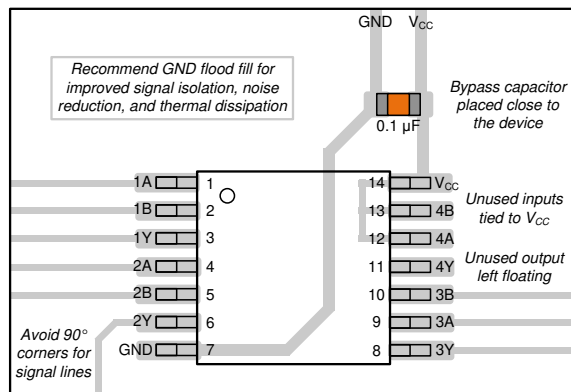 GND VCC
Recommend GND flood fill for
improved signal isolation, noise
reduction, and thermal dissipation
Bypass capacitor
placed close to
the device
0.1 µF
1A 1 14 VCC
1B 2 13 4B
1Y 3 12 4A
2A 4 11 4Y
2B 5 10 3B
2Y 6 9 3A
GND 7 8 3Y
Unused inputs
tied to VCC
Unused output
left floating
Avoid 90°
corners for
signal lines